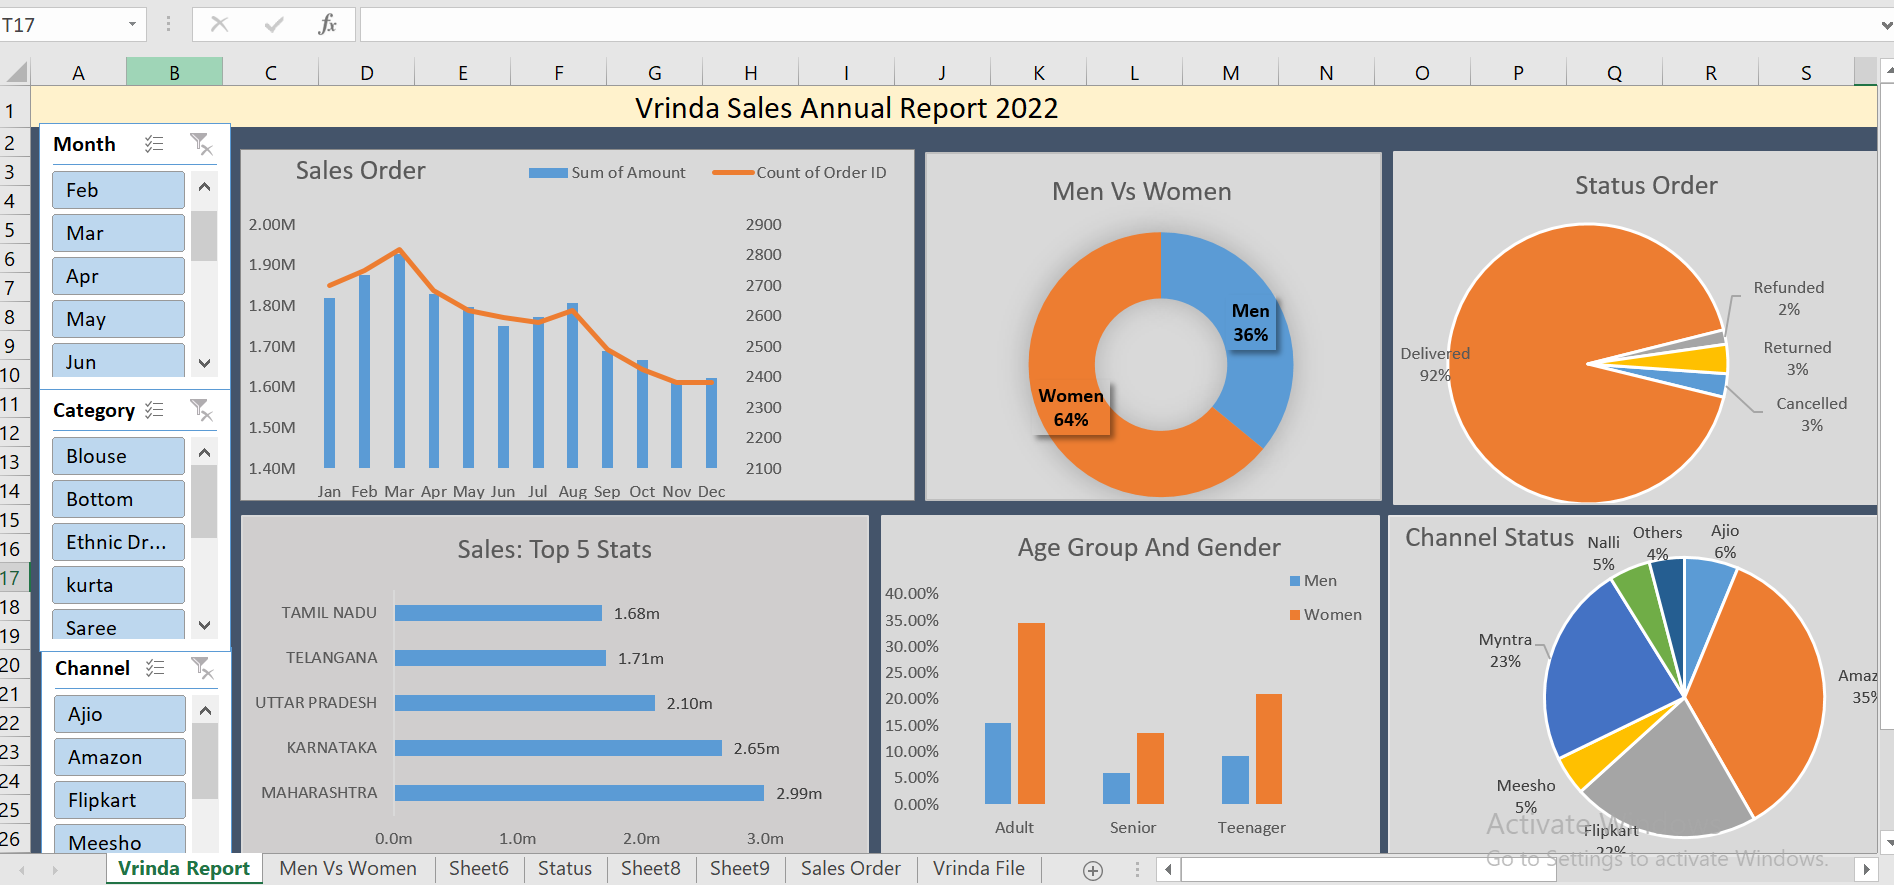 T17
fx
A B C D E F G H I J K L M N O P Q R S
1
2
3
4
5
6
7
8
9
10
11
12
13
14
15
16
17
18
19
20
21
22
23
24
25
26
Vrinda Sales Annual Report 2022
Month
Feb
Mar
Apr
May
Jun
Category
Blouse
Bottom
Ethnic Dr...
kurta
Saree
Channel
Ajio
Amazon
Flipkart
Meesho
Sales Order
Sum of Amount
Count of Order ID
2.00M
1.90M
1.80M
1.70M
1.60M
1.50M
1.40M
2900
2800
2700
2600
2500
2400
2300
2200
2100
Jan Feb Mar Apr May Jun Jul Aug Sep Oct Nov Dec
Men Vs Women
Men
36%
Women
64%
Status Order
Refunded
2%
Returned
3%
Delivered
92%
Cancelled
3%
Sales: Top 5 Stats
TAMIL NADU 1.68m
TELANGANA 1.71m
UTTAR PRADESH 2.10m
KARNATAKA 2.65m
MAHARASHTRA 2.99m
0.0m 1.0m 2.0m 3.0m
Age Group And Gender
Men
Women
40.00%
35.00%
30.00%
25.00%
20.00%
15.00%
10.00%
5.00%
0.00%
Adult Senior Teenager
Channel Status
Nalli
5%
Others
4%
Ajio
6%
Myntra
23%
Amaz
35%
Meesho
5%
Flipkart
22%
Activate W
Go to Settings to activate Windows.
Vrinda Report Men Vs Women Sheet6 Status Sheet8 Sheet9 Sales Order Vrinda File